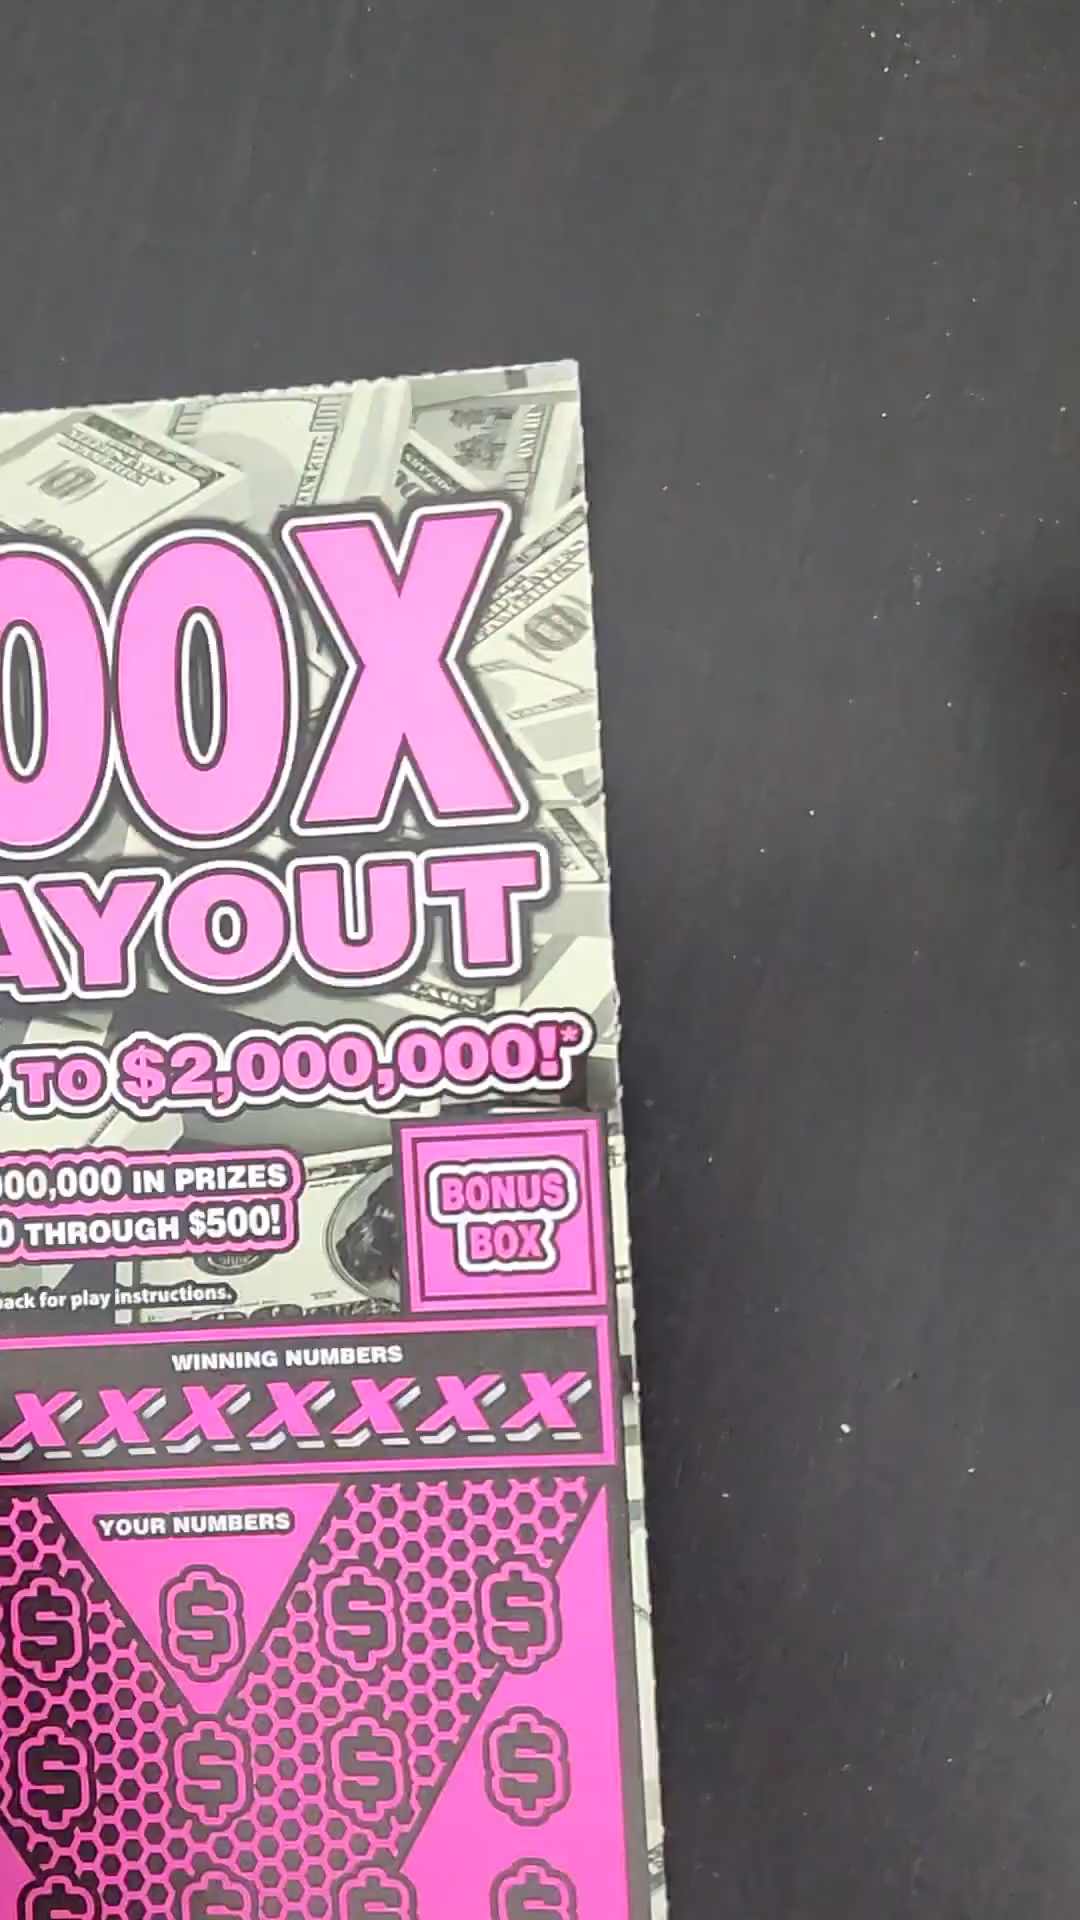 00X
AYOUT
TO $2,000,000!*
000,000 IN PRIZES
0 THROUGH $500!
BONUS
BOX
ack for play instructions.
WINNING NUMBERS
XXXXXXX
YOUR NUMBERS
$ $ $ $
$ $ $ $
$ $ $ $